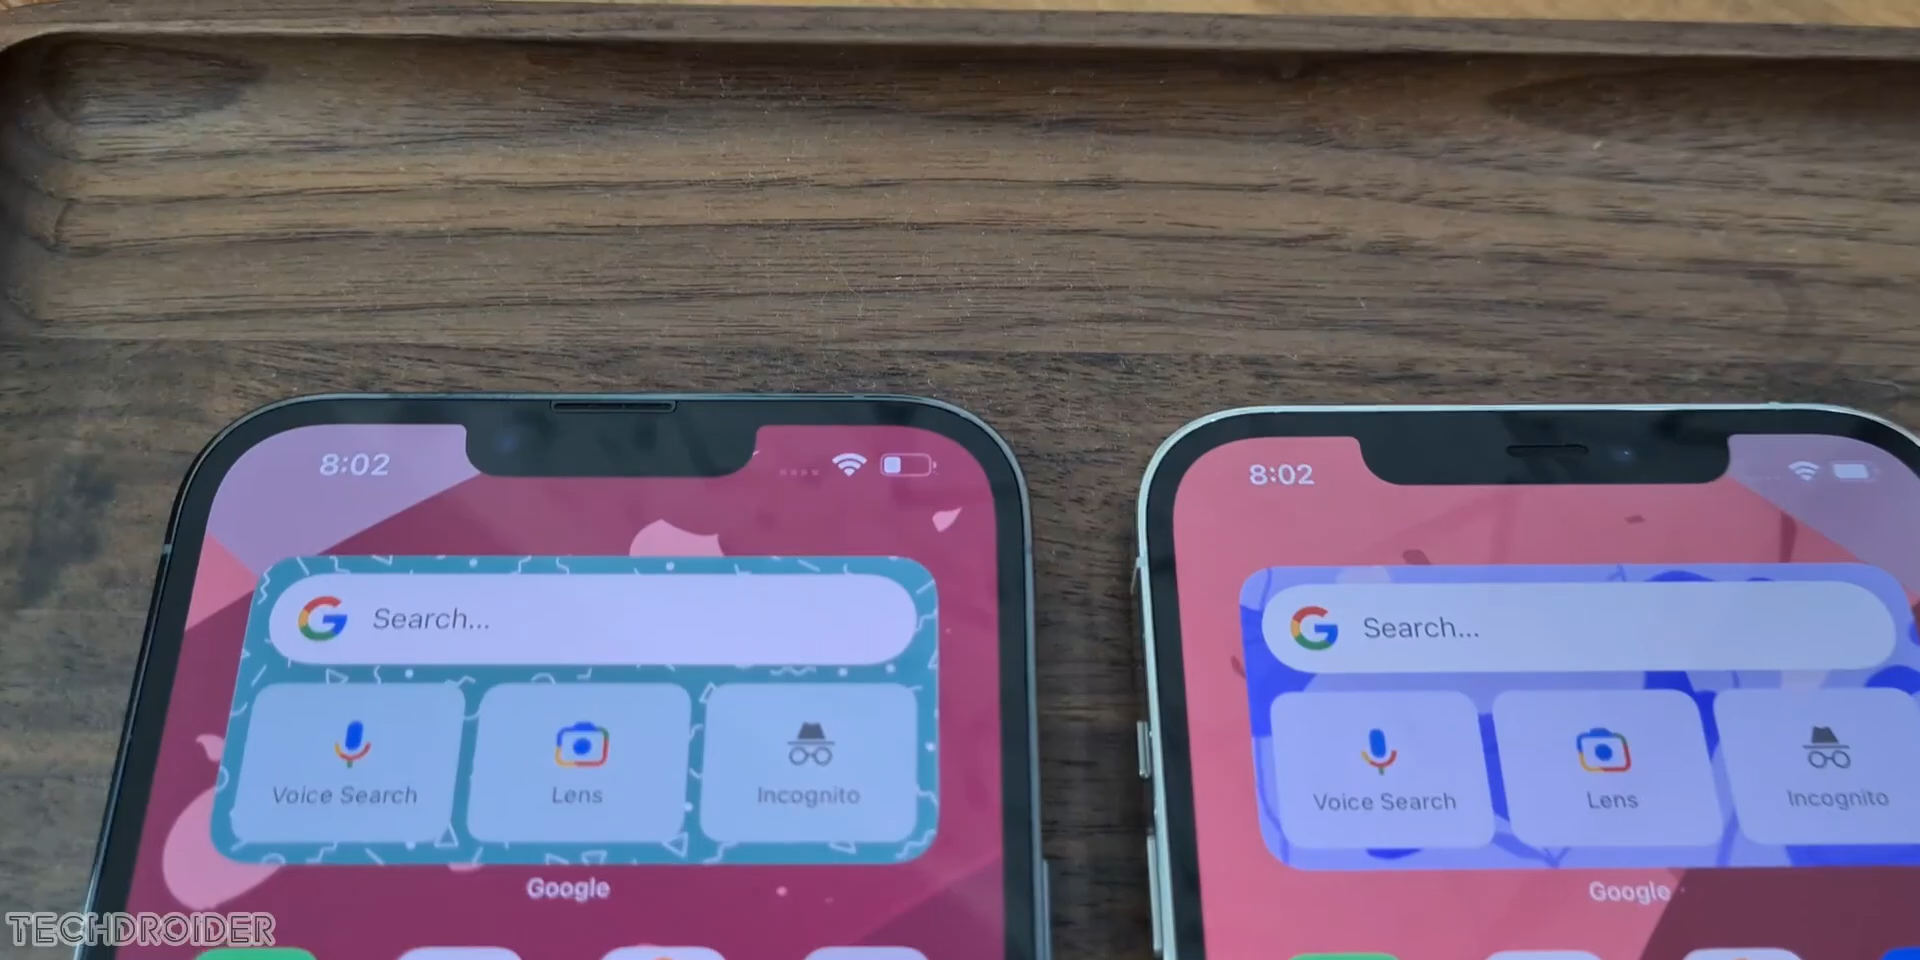 8:02
Search...
Voice Search
Lens
Incognito
Google
8:02
Search...
Voice Search
Lens
Incognito
Google
TECHDROIDER